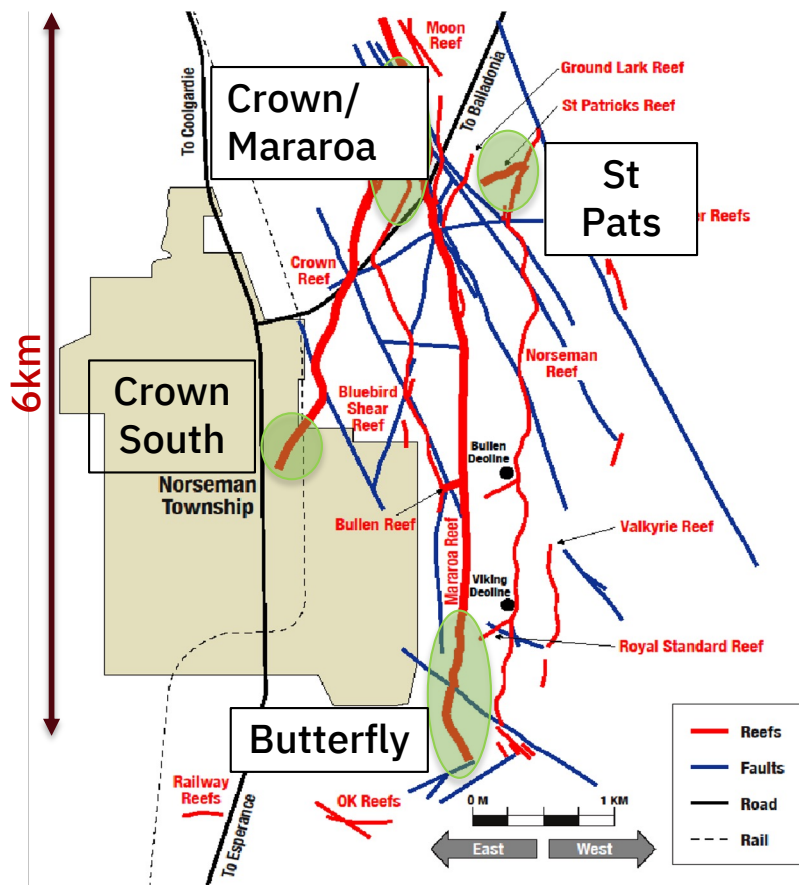 6km
To Coolgardie
Moon
Reef
To Balladonia
Ground Lark Reef
St Patricks Reef
Crown/
Mararoa
St
Pats
er Reefs
Crown
Reef
Norseman
Reef
Crown
South
Bluebird
Shear
Reef
Bullen
Decline
Norseman
Township
Bullen Reef
Mararoa Reef
Valkyrie Reef
Viking
Decline
Royal Standard Reef
Butterfly
Railway
Reefs
OK Reefs
To Esperance
0 M
1 KM
East
West
Reefs
Faults
Road
Rail